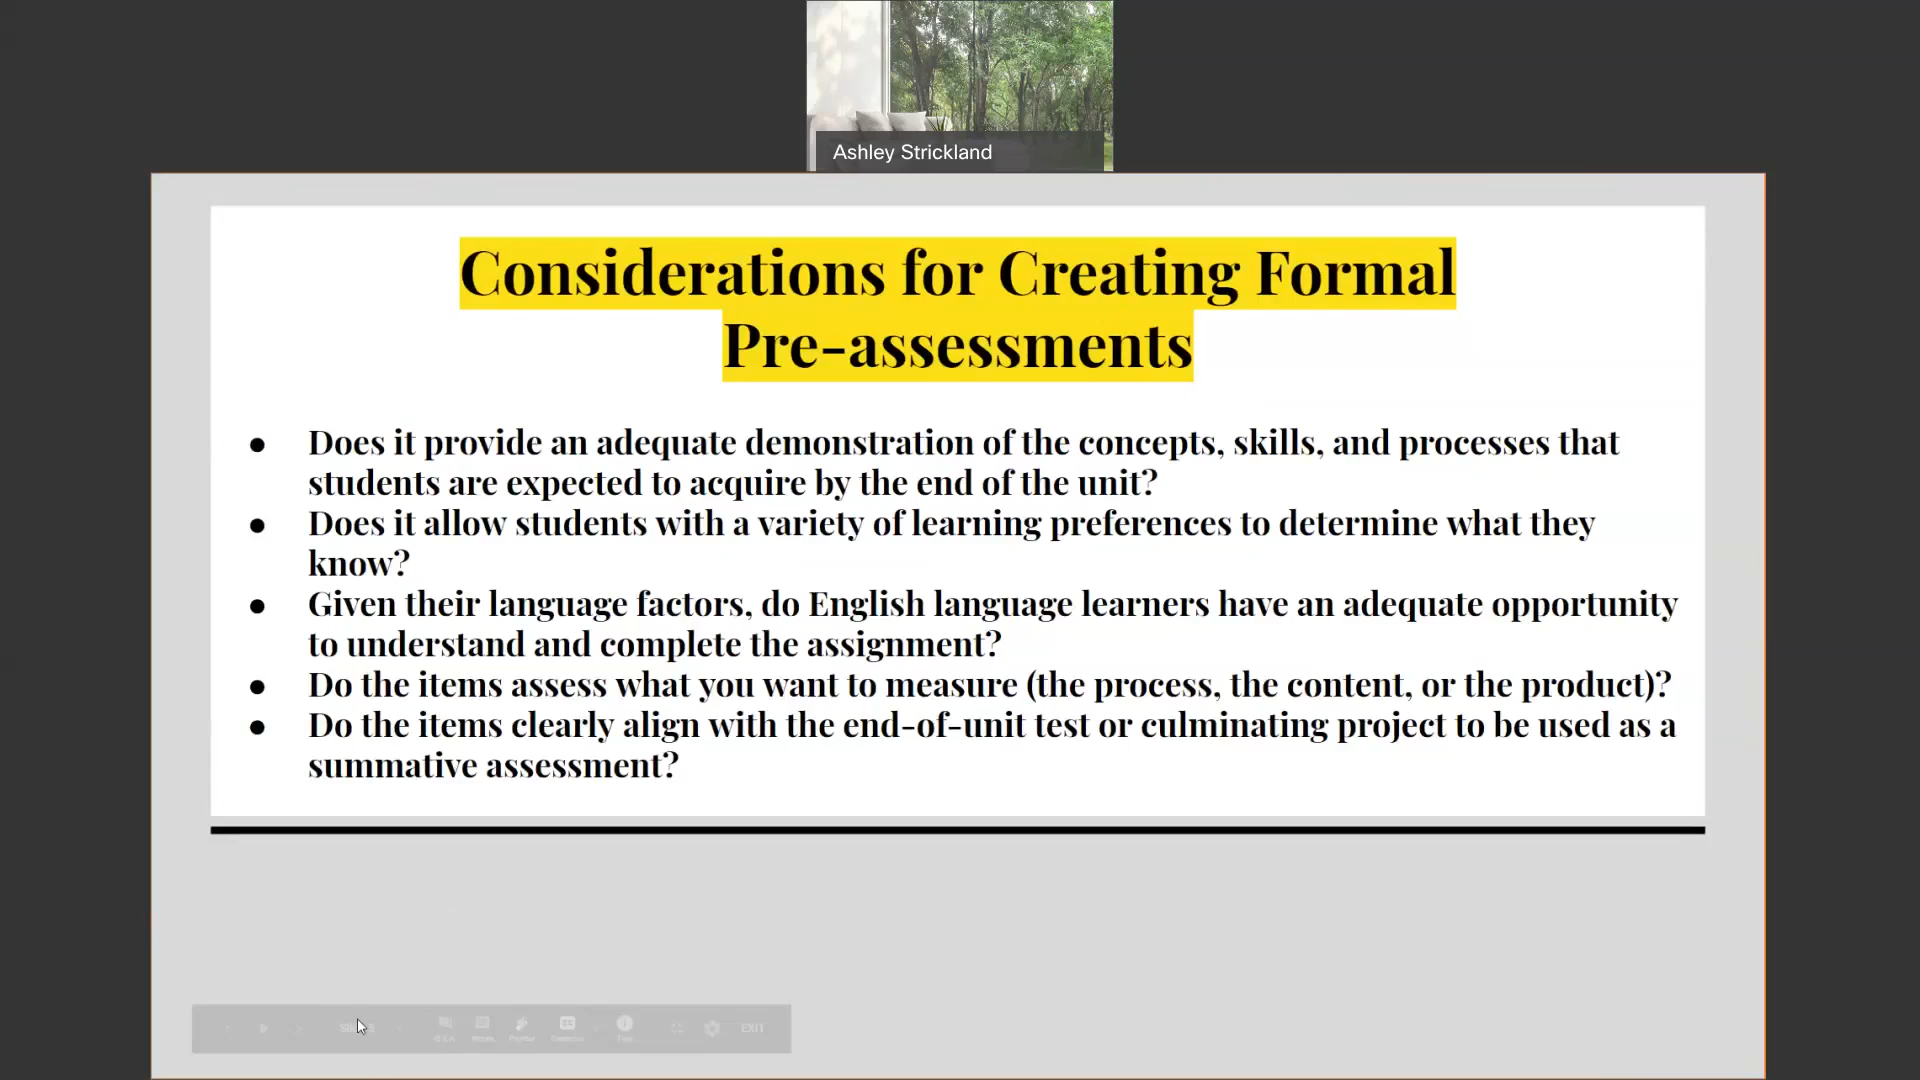 Ashley Strickland
Considerations for Creating Formal
Pre-assessments
● Does it provide an adequate demonstration of the concepts, skills, and processes that
students are expected to acquire by the end of the unit?
● Does it allow students with a variety of learning preferences to determine what they
know?
● Given their language factors, do English language learners have an adequate opportunity
to understand and complete the assignment?
● Do the items assess what you want to measure (the process, the content, or the product)?
● Do the items clearly align with the end-of-unit test or culminating project to be used as a
summative assessment?
EXIT